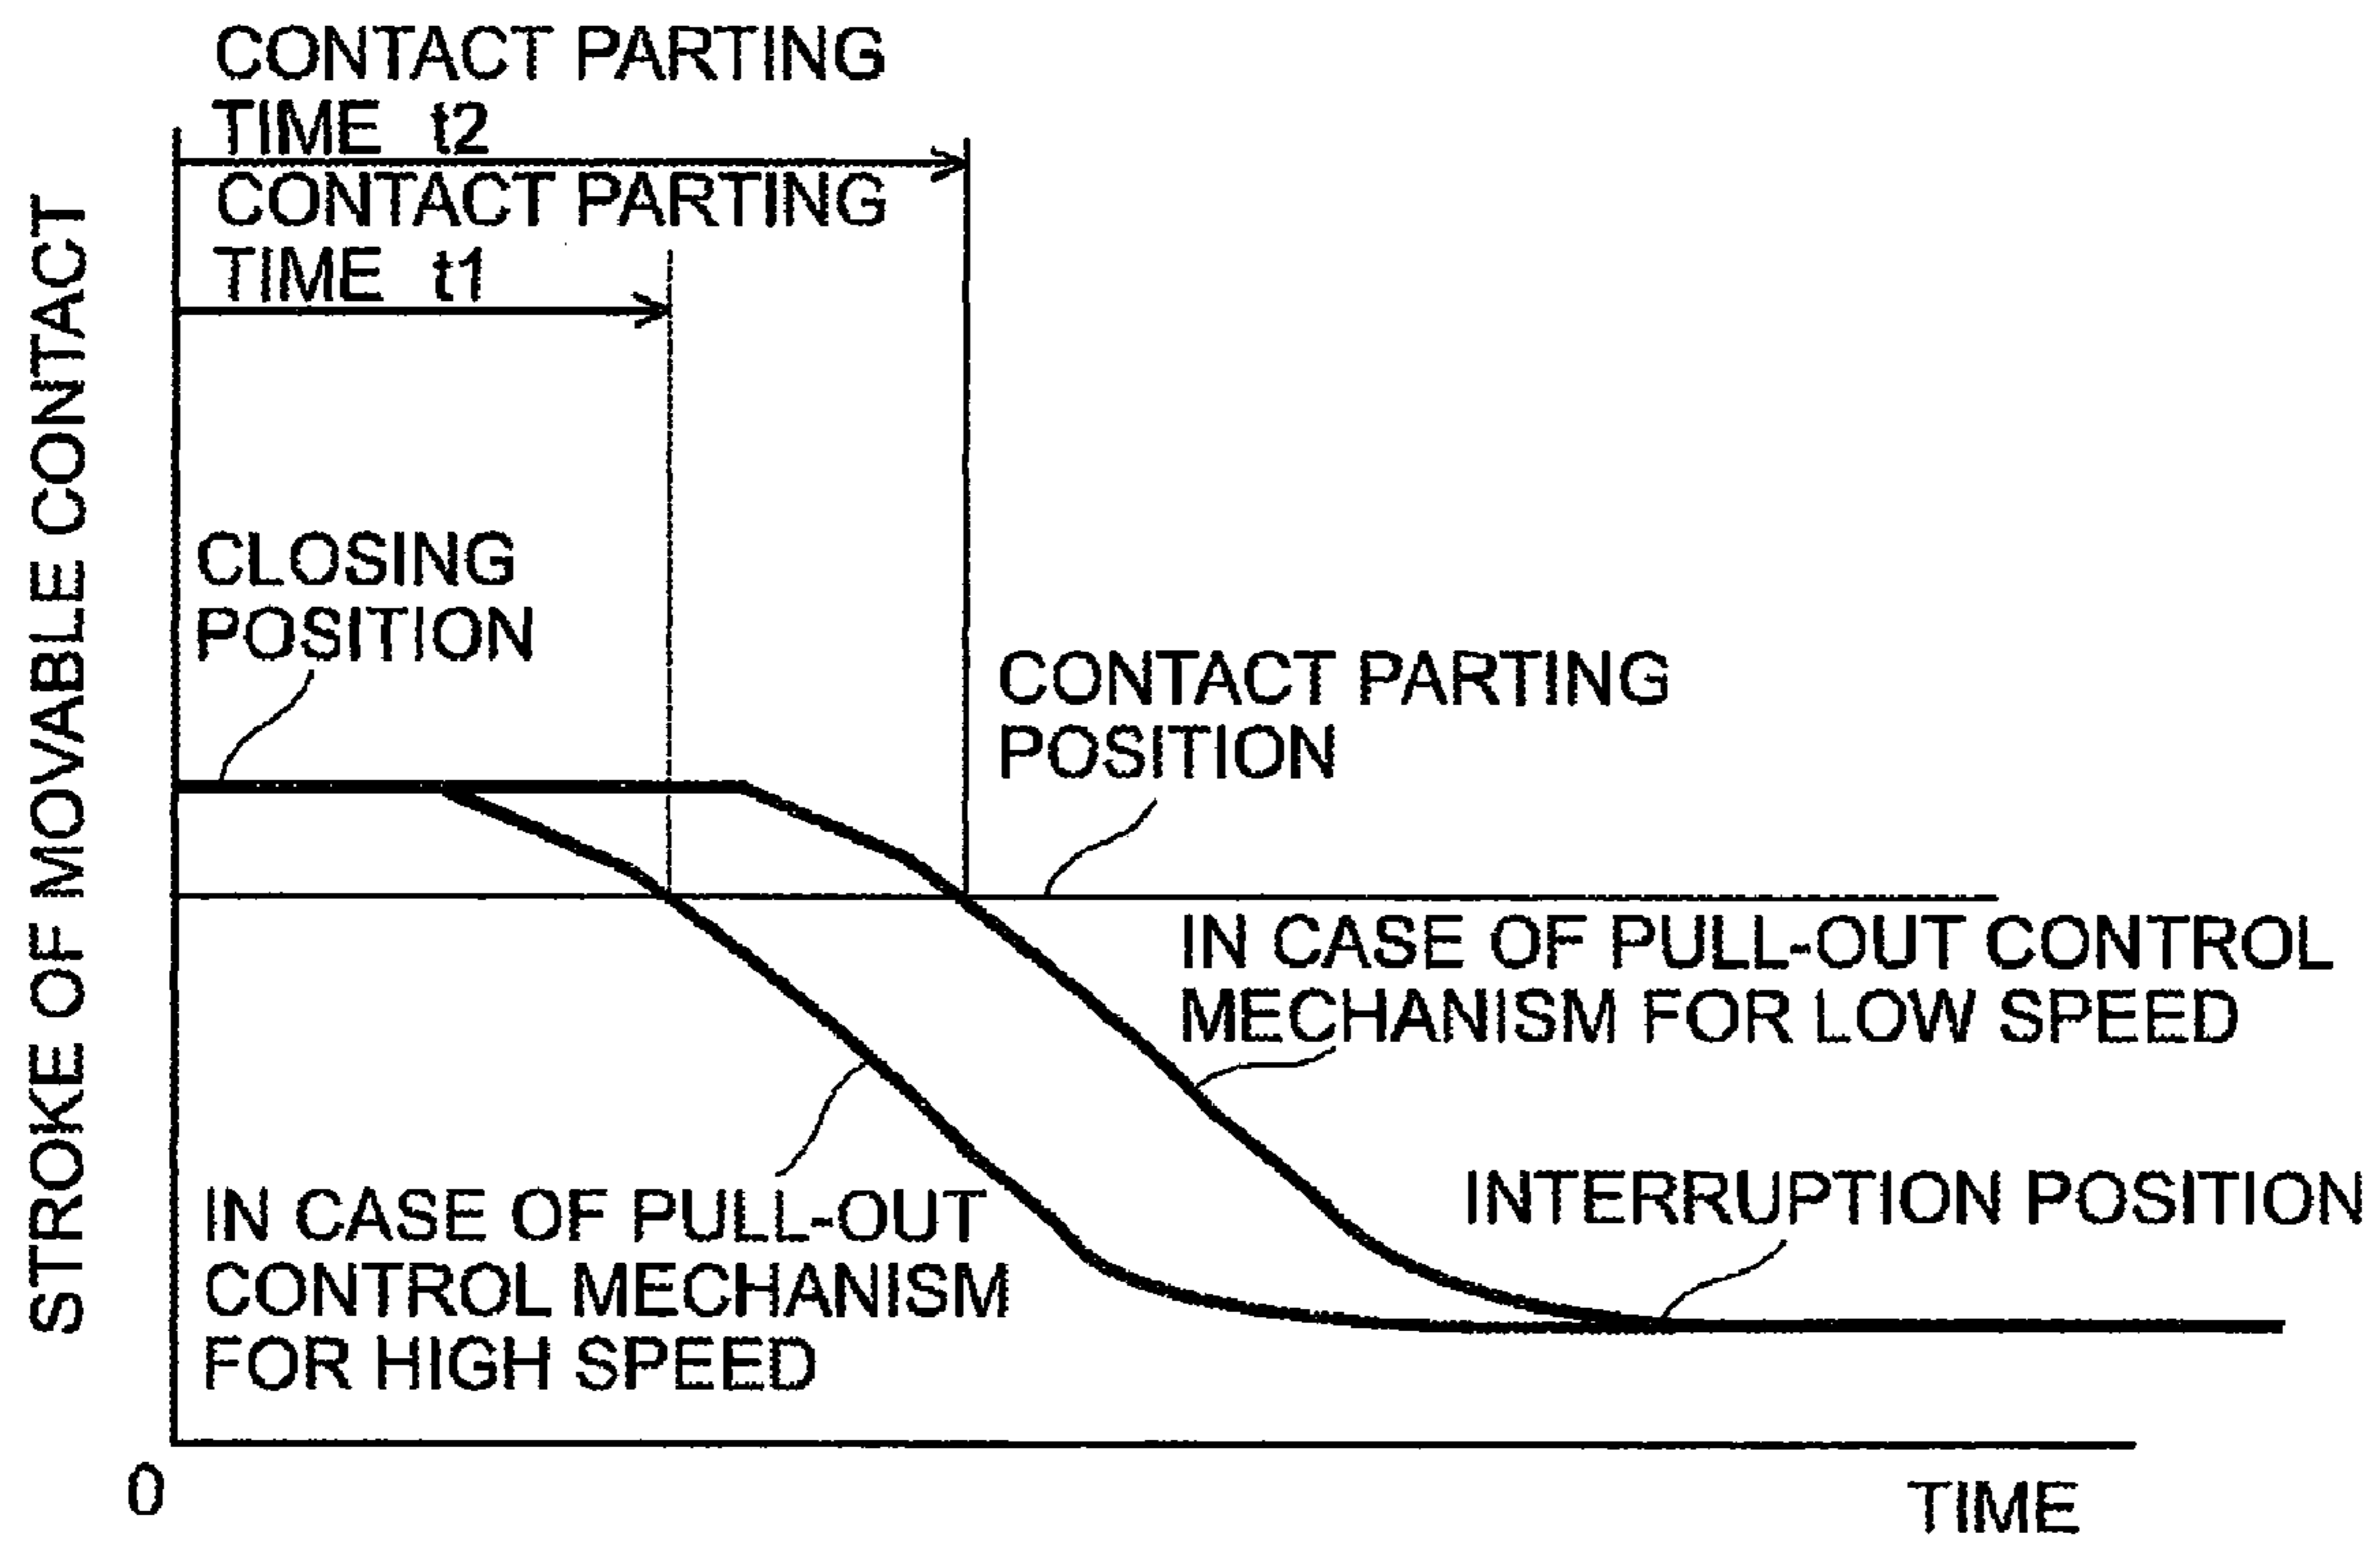 CONTACT PARTING
TIME t2
CONTACT PARTING
TIME t1
STROKE OF MOVABLE CONTACT
CLOSING
POSITION
CONTACT PARTING
POSITION
IN CASE OF PULL-OUT CONTROL
MECHANISM FOR LOW SPEED
INTERRUPTION POSITION
IN CASE OF PULL-OUT
CONTROL MECHANISM
FOR HIGH SPEED
0
TIME